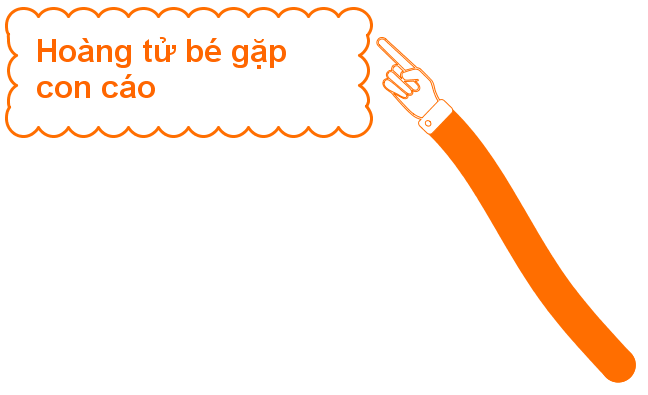 Hoàng tử bé gặp
con cáo